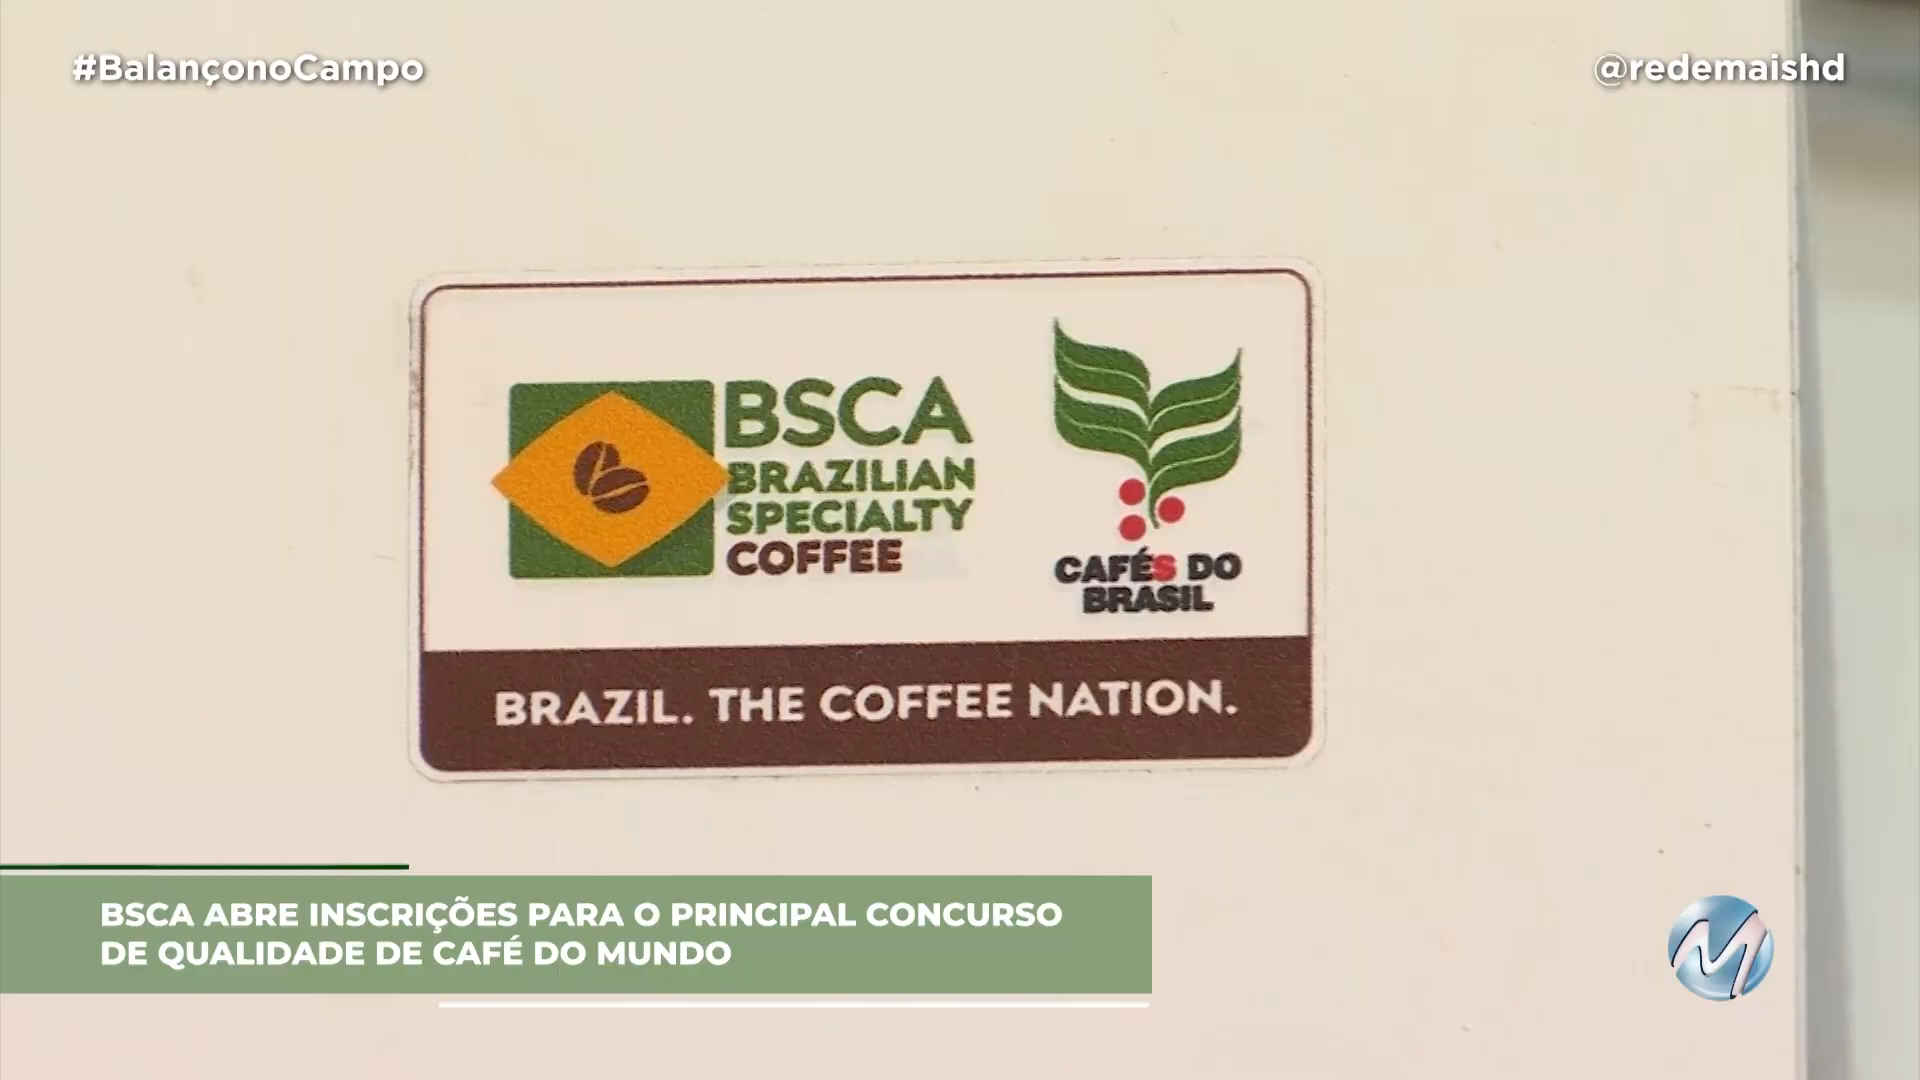 #BalançonoCampo
@redemaishd
BSCA
BRAZILIAN
SPECIALTY
COFFEE
CAFÉS DO
BRASIL
BRAZIL. THE COFFEE NATION.
BSCA ABRE INSCRIÇÕES PARA O PRINCIPAL CONCURSO
DE QUALIDADE DE CAFÉ DO MUNDO
M